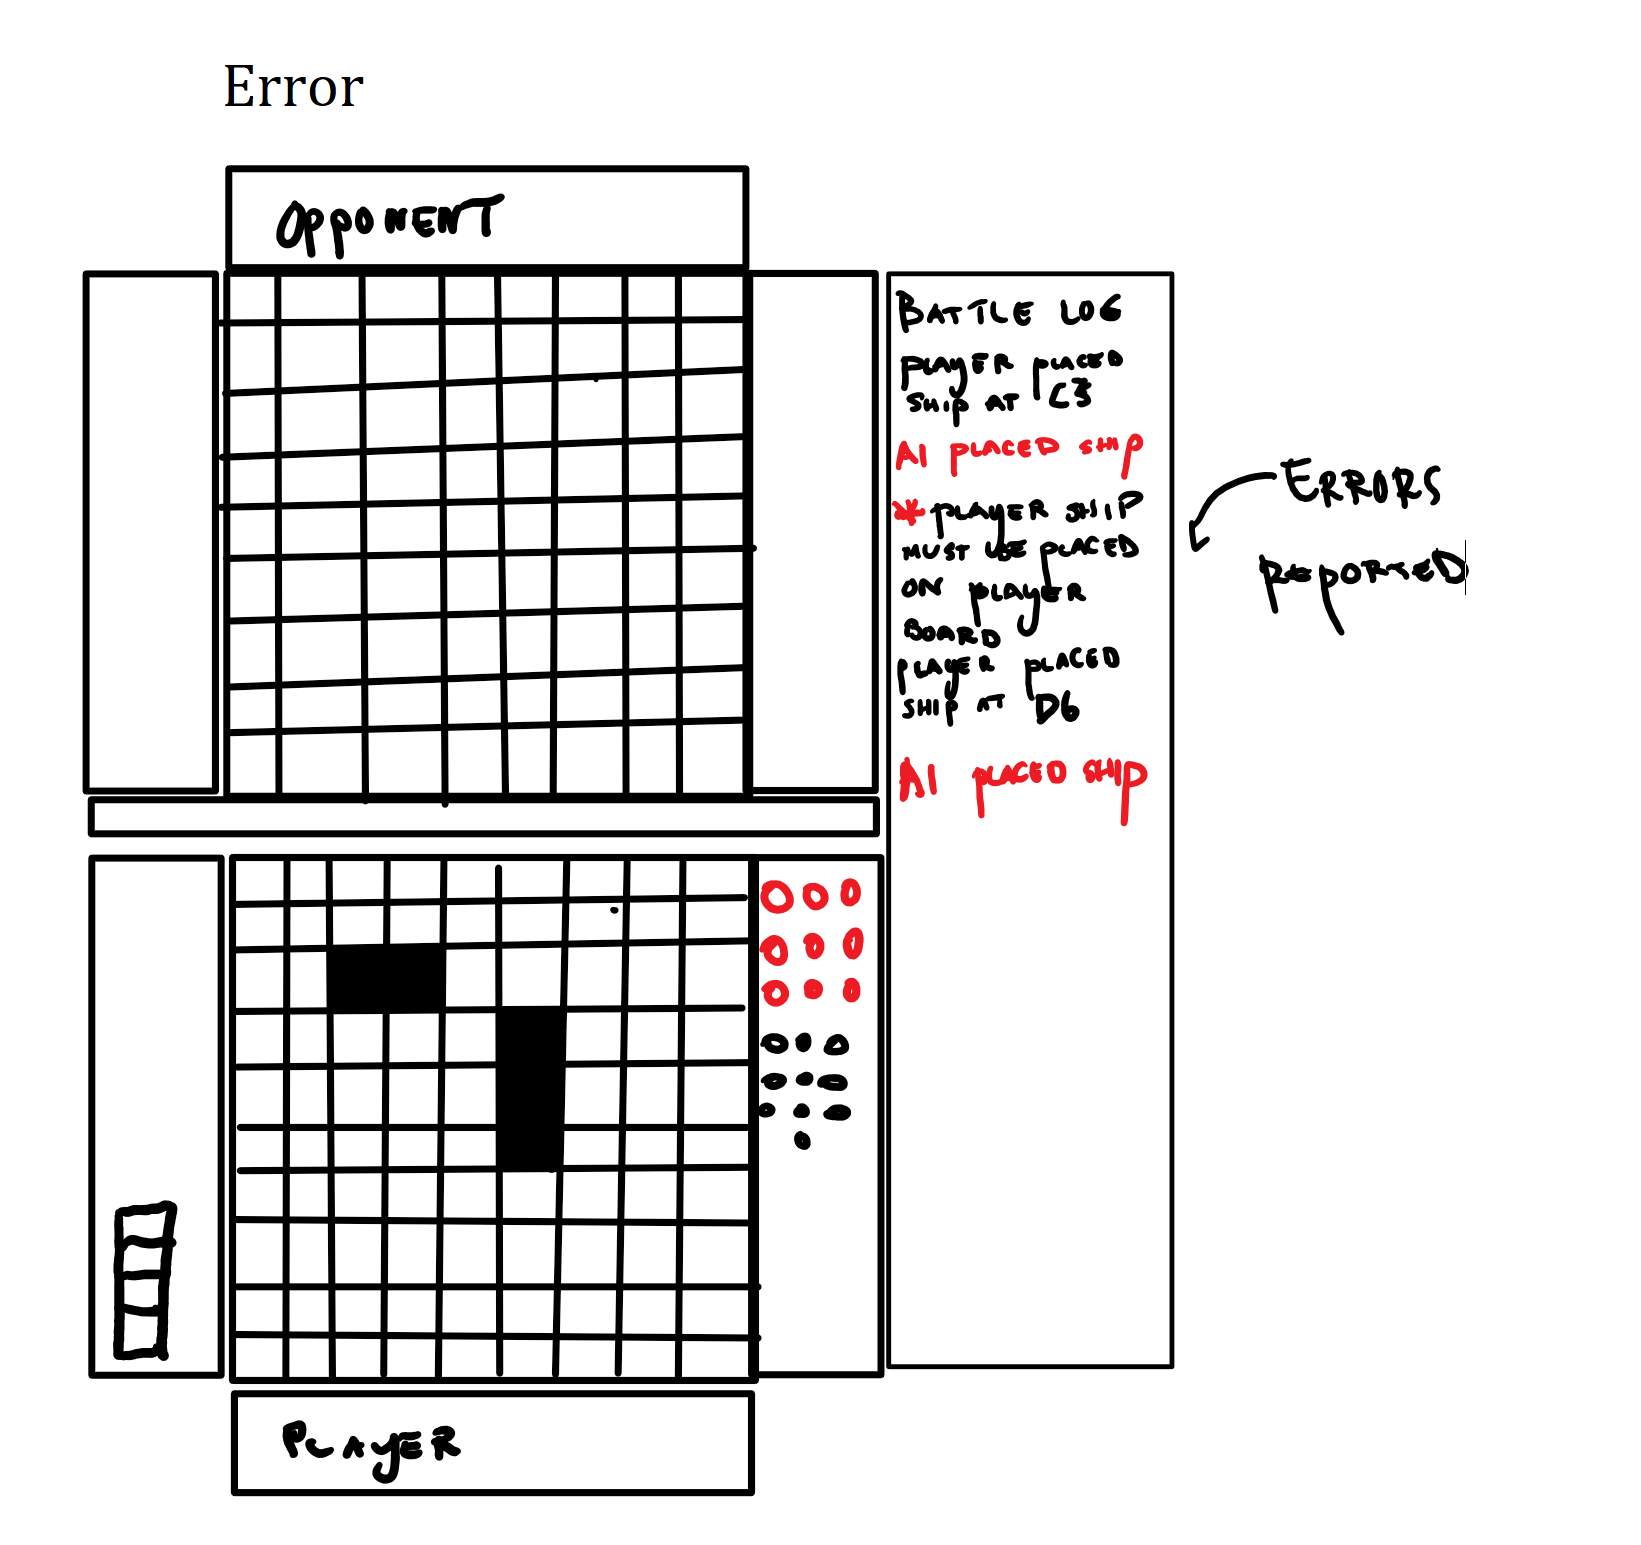 Error
OPPONENT
BATTLE LOG
PLAYER PLACED
SHIP AT C3
AI PLACED SHIP
* PLAYER SHIP
MUST BE PLACED
ON PLAYER
BOARD
PLAYER PLACED
SHIP AT D6
AI PLACED SHIP
ERRORS
REPORTED
PLAYER